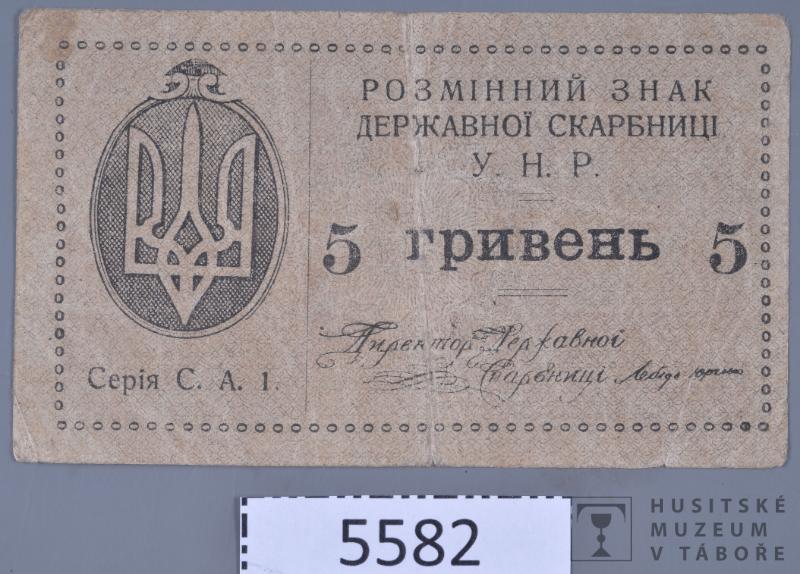 РОЗМІННИЙ ЗНАК
ДЕРЖАВНОЇ СКАРБНИЦІ
У. Н. Р.
5 гривень 5
Директор Державної
Скарбниці
Серія С. А. 1.
5582
HUSITSKÉ
MUZEUM
V TÁBOŘE